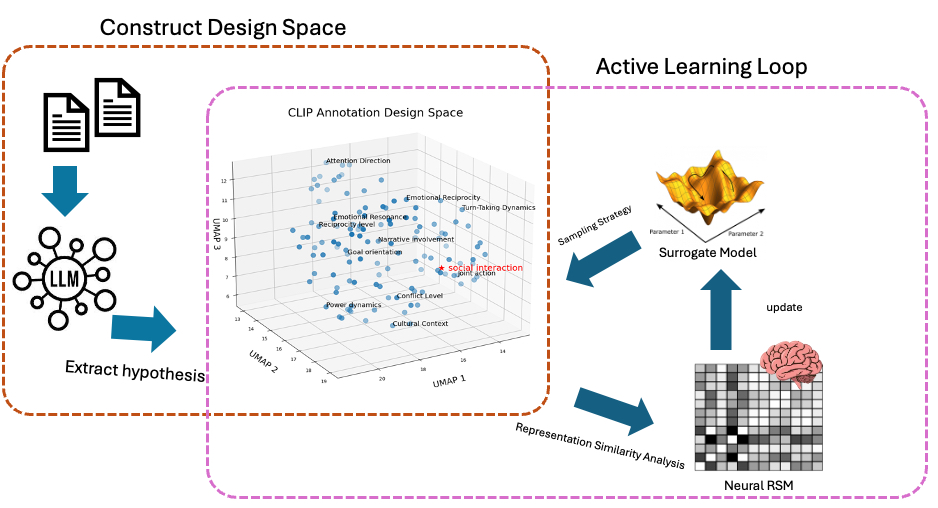 Construct Design Space
Active Learning Loop
CLIP Annotation Design Space
Attention Direction
Emotional Reciprocity
Turn-Taking Dynamics
Emotional Resonance
Reciprocity level
Narrative Involvement
Goal orientation
social interaction
Joint action
Conflict Level
Power dynamics
Cultural Context
UMAP 3
12
11
10
9
8
7
6
UMAP 2
13
14
15
16
17
18
19
UMAP 1
20
18
16
14
LLM
Extract hypothesis
Sampling Strategy
Parameter 1
Parameter 2
Surrogate Model
update
Representation Similarity Analysis
Neural RSM